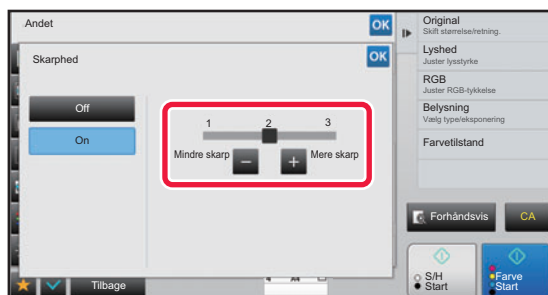 Andet
OK
Skarphed
OK
Off
On
1 2 3
Mindre skarp
Mere skarp
Tilbage
Original
Skift størrelse/retning.
Lyshed
Juster lysstyrke
RGB
Juster RGB-tykkelse
Belysning
Vælg type/eksponering
Farvetilstand
Forhåndsvis
CA
S/H
Start
Farve
Start